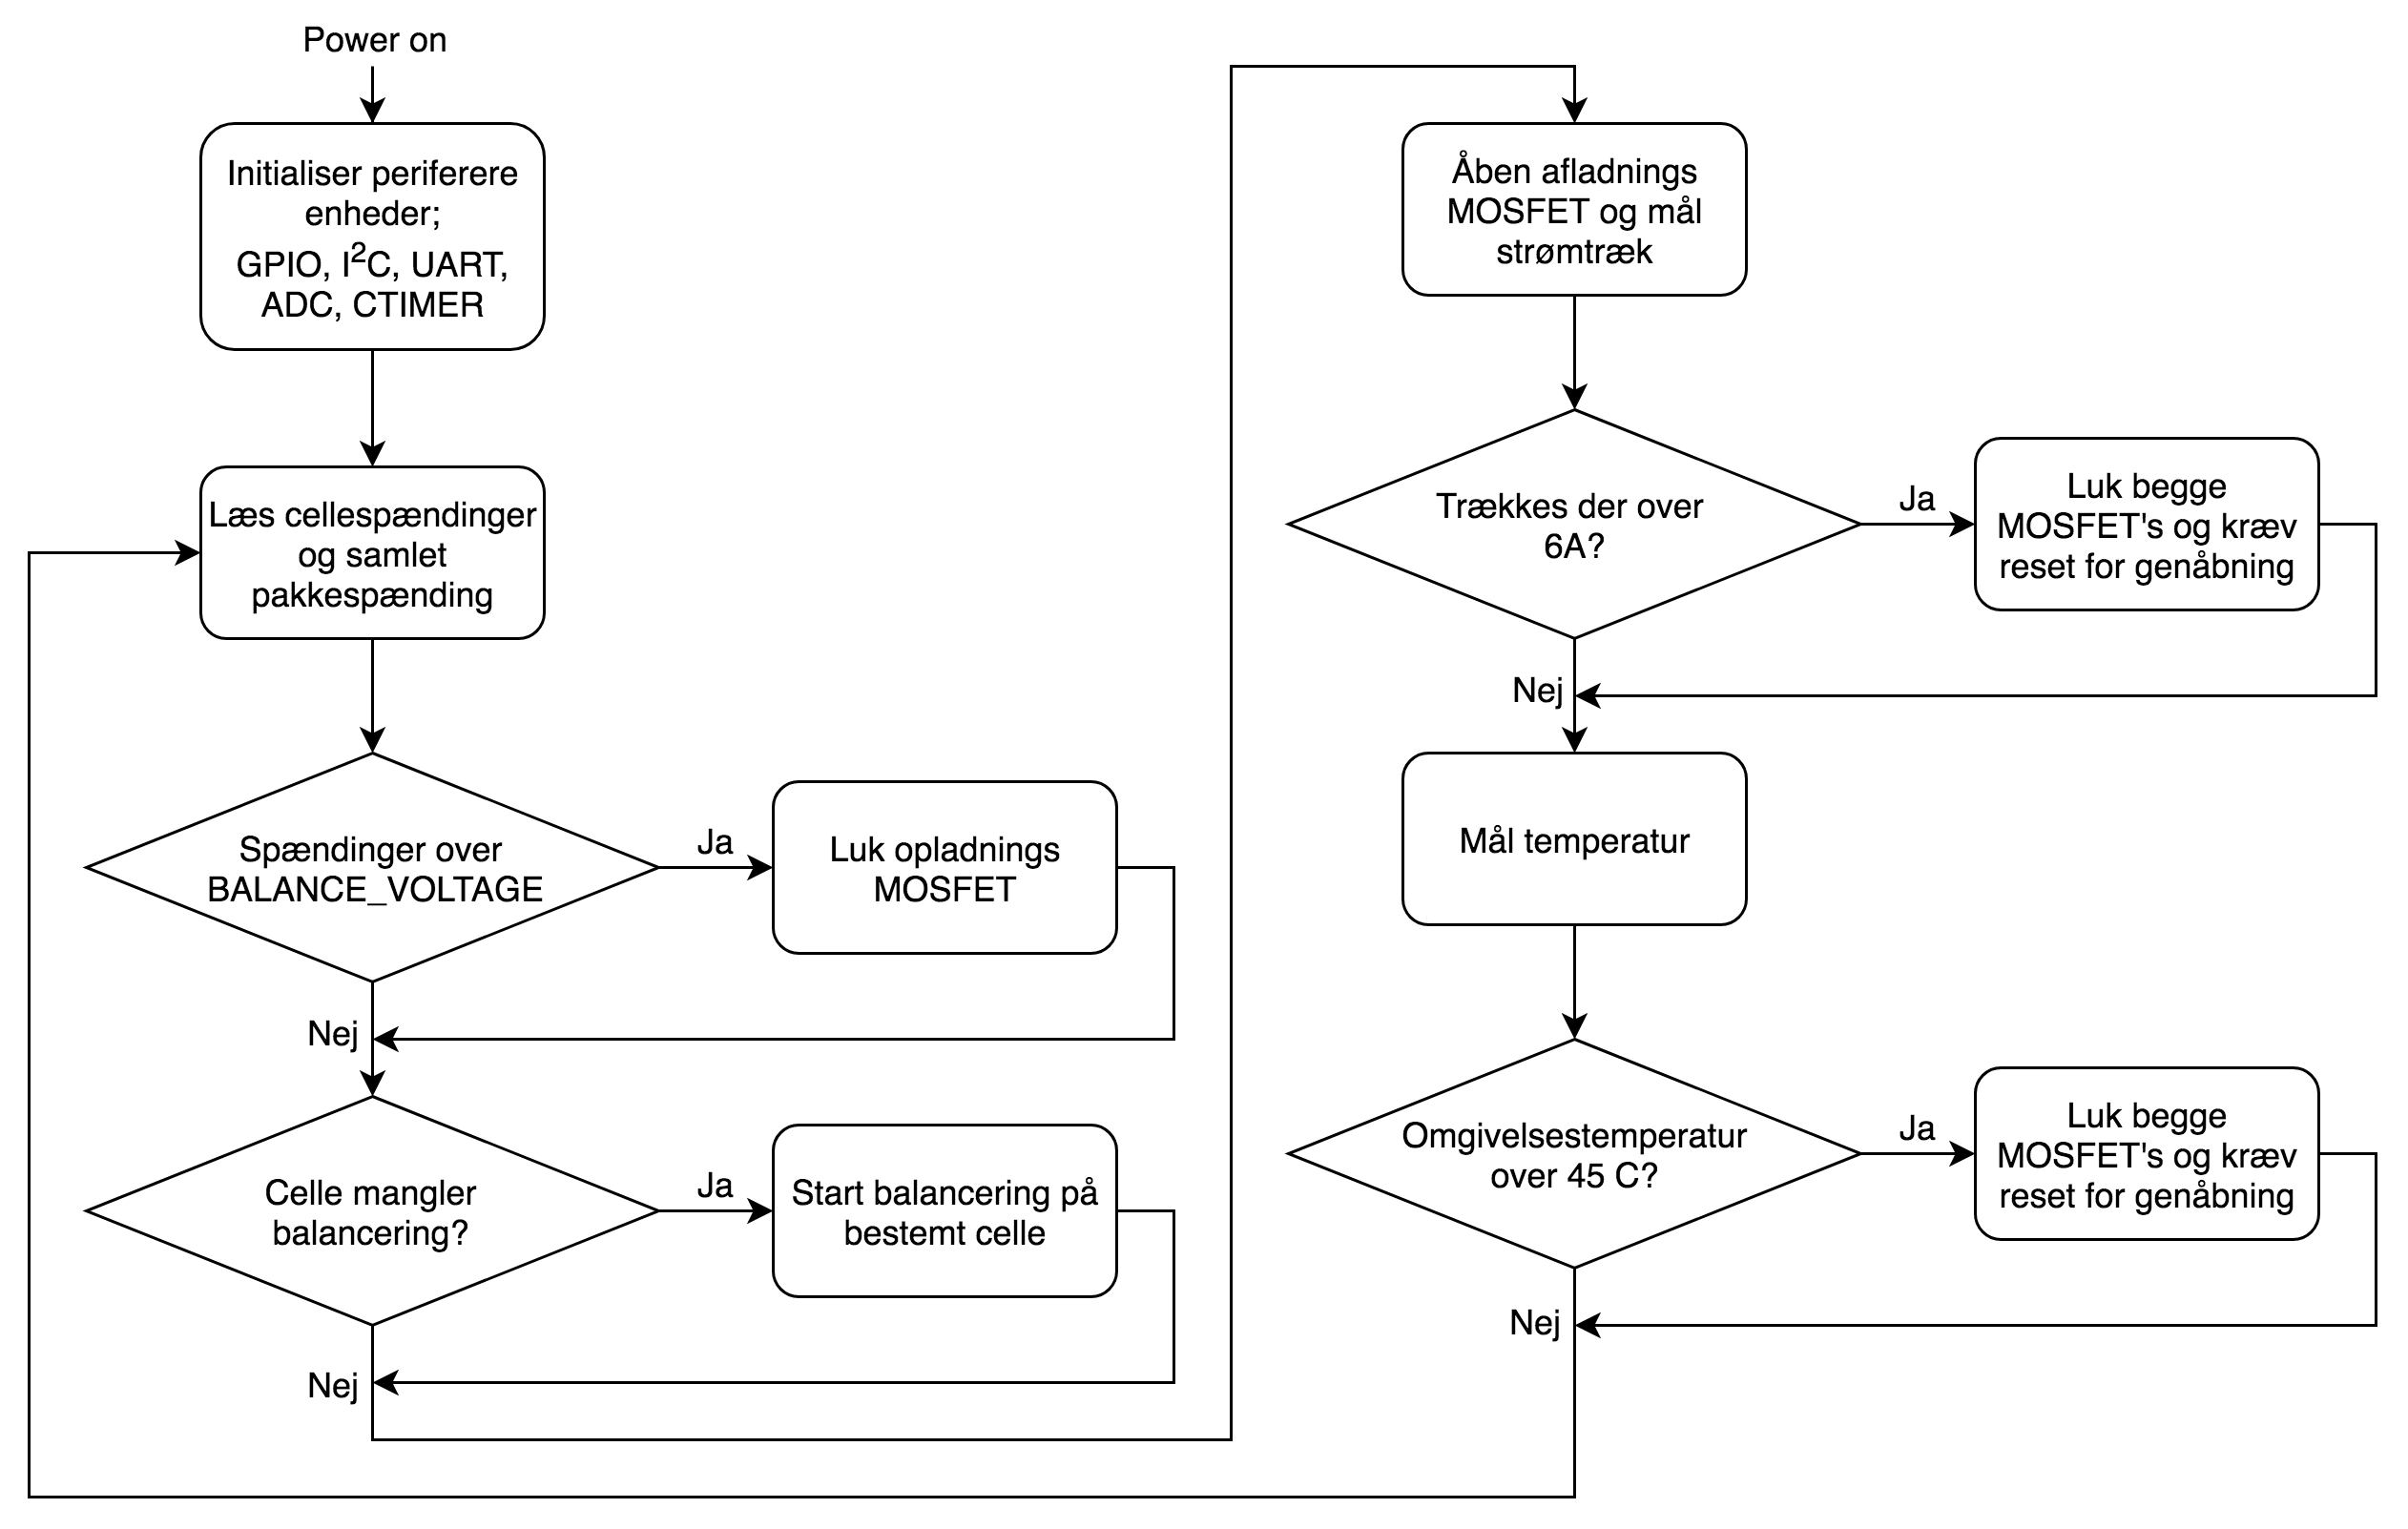 Power on
Initialiser periferere
enheder;
GPIO, I²C, UART,
ADC, CTIMER
Læs cellespændinger
og samlet
pakkespænding
Spændinger over
BALANCE_VOLTAGE
Ja
Luk opladnings
MOSFET
Nej
Celle mangler
balancering?
Ja
Start balancering på
bestemt celle
Nej
Åben afladnings
MOSFET og mål
strømtræk
Trækkes der over
6A?
Ja
Luk begge
MOSFET's og kræv
reset for genåbning
Nej
Mål temperatur
Omgivelsestemperatur
over 45 C?
Ja
Luk begge
MOSFET's og kræv
reset for genåbning
Nej